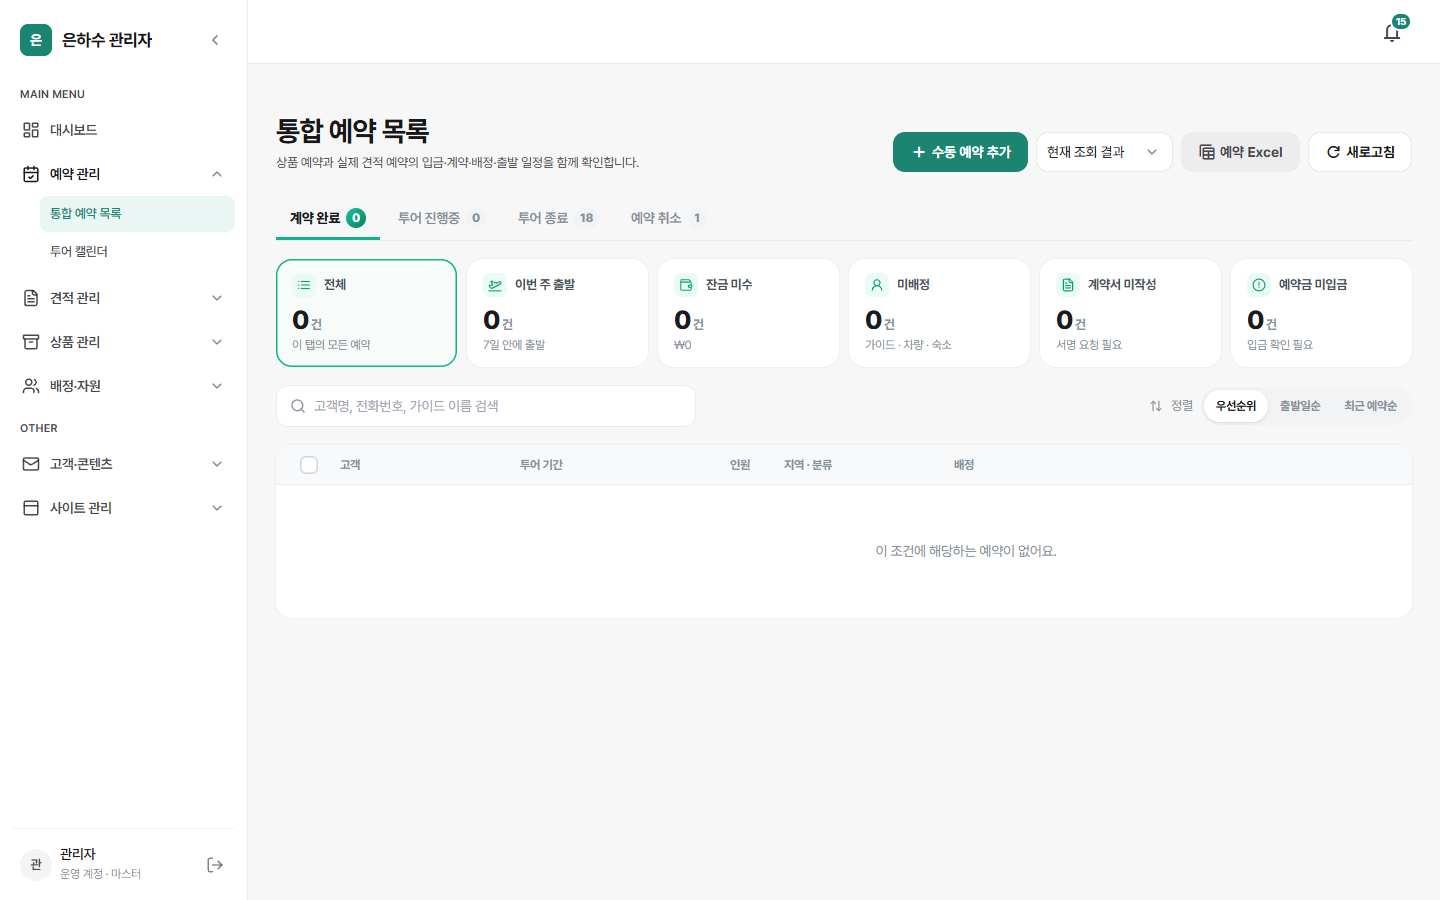 은 은하수 관리자
15
MAIN MENU
대시보드
예약 관리
통합 예약 목록
투어 캘린더
견적 관리
상품 관리
배정·자원
OTHER
고객·콘텐츠
사이트 관리
관 관리자
운영 계정 · 마스터
통합 예약 목록
상품 예약과 실제 견적 예약의 입금·계약·배정·출발 일정을 함께 확인합니다.
수동 예약 추가 현재 조회 결과 예약 Excel 새로고침
계약 완료 0 투어 진행중 0 투어 종료 18 예약 취소 1
전체
0건
이 탭의 모든 예약
이번 주 출발
0건
7일 안에 출발
잔금 미수
0건
₩0
미배정
0건
가이드 · 차량 · 숙소
계약서 미작성
0건
서명 요청 필요
예약금 미입금
0건
입금 확인 필요
고객명, 전화번호, 가이드 이름 검색
정렬 우선순위 출발일순 최근 예약순
고객 투어 기간 인원 지역 · 분류 배정
이 조건에 해당하는 예약이 없어요.